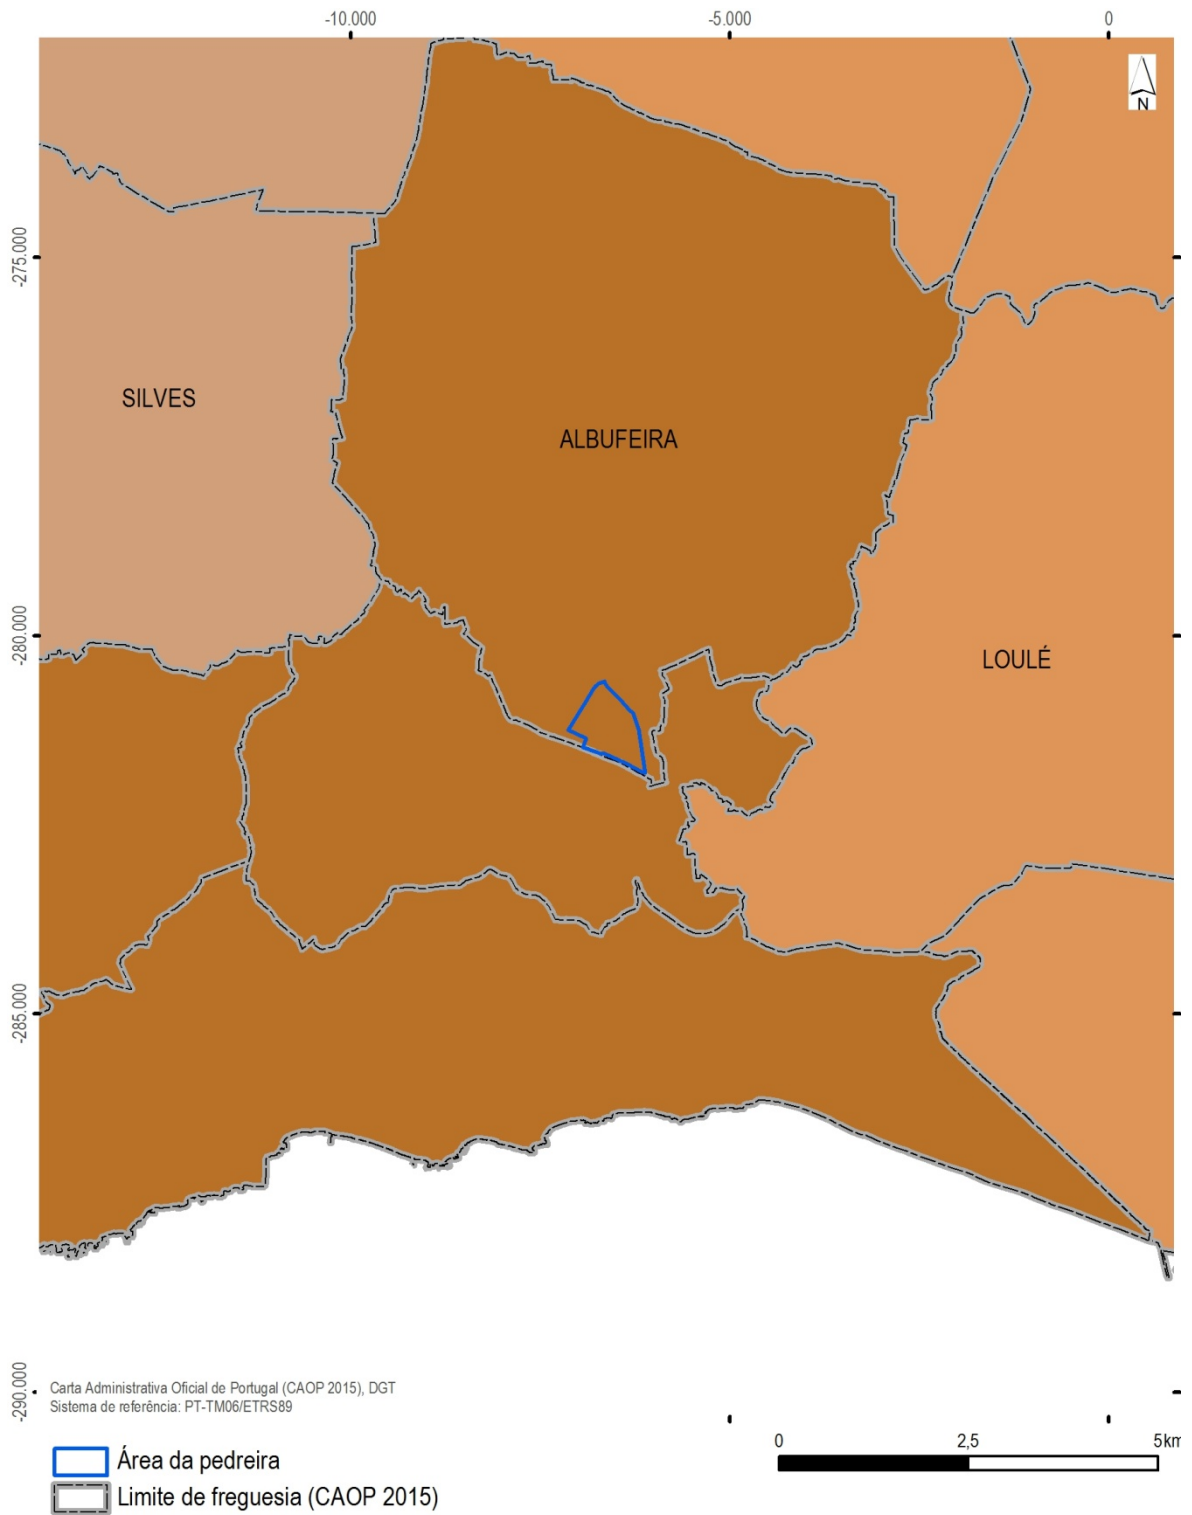 -10.000
-5.000
0
N
-275.000
SILVES
ALBUFEIRA
-280.000
LOULÉ
-285.000
-290.000
Carta Administrativa Oficial de Portugal (CAOP 2015), DGT
Sistema de referência: PT-TM06/ETRS89
0
2,5
5km
Área da pedreira
Limite de freguesia (CAOP 2015)